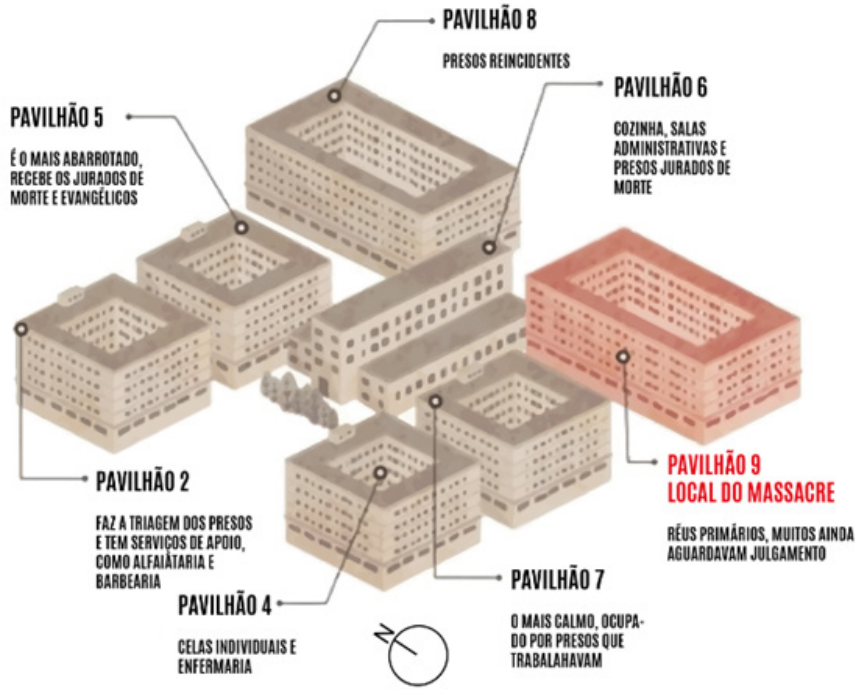 PAVILHÃO 8
PRESOS REINCIDENTES
PAVILHÃO 6
COZINHA, SALAS
ADMINISTRATIVAS E
PRESOS JURADOS DE
MORTE
PAVILHÃO 5
É O MAIS ABARROTADO,
RECEBE OS JURADOS DE
MORTE E EVANGÉLICOS
PAVILHÃO 9
LOCAL DO MASSACRE
RÉUS PRIMÁRIOS, MUITOS AINDA
AGUARDAVAM JULGAMENTO
PAVILHÃO 2
FAZ A TRIAGEM DOS PRESOS
E TEM SERVIÇOS DE APOIO,
COMO ALFAIÂTARIA E
BARBEARIA
PAVILHÃO 7
O MAIS CALMO, OCUPA-
DO POR PRESOS QUE
TRABALAHAVAM
PAVILHÃO 4
CELAS INDIVIDUAIS E
ENFERMARIA
N